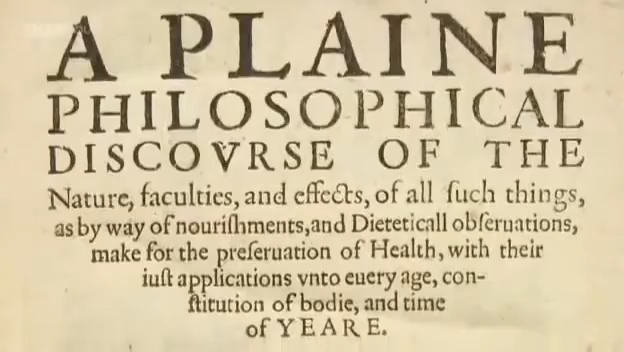 A PLAINE
PHILOSOPHICAL
DISCOVRSE OF THE
Nature, faculties, and effects, of all ſuch things,
as by way of nouriſhments,and Dieteticall obſeruations,
make for the preſeruation of Health, with their
iuſt applications vnto euery age, con-
ſtitution of bodie, and time
of YEARE.